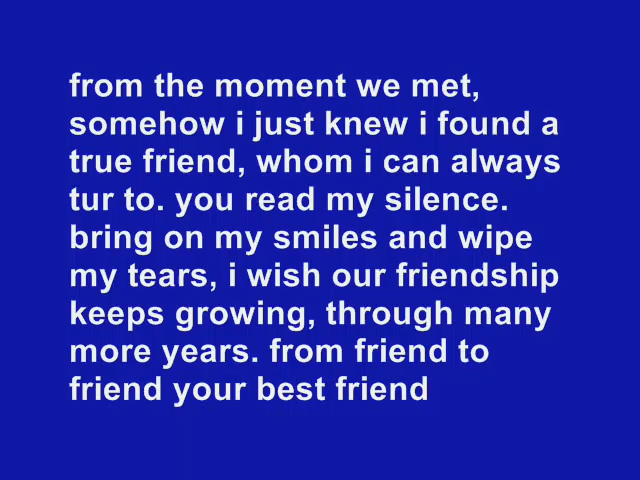 from the moment we met,
somehow i just knew i found a
true friend, whom i can always
tur to. you read my silence.
bring on my smiles and wipe
my tears, i wish our friendship
keeps growing, through many
more years. from friend to
friend your best friend